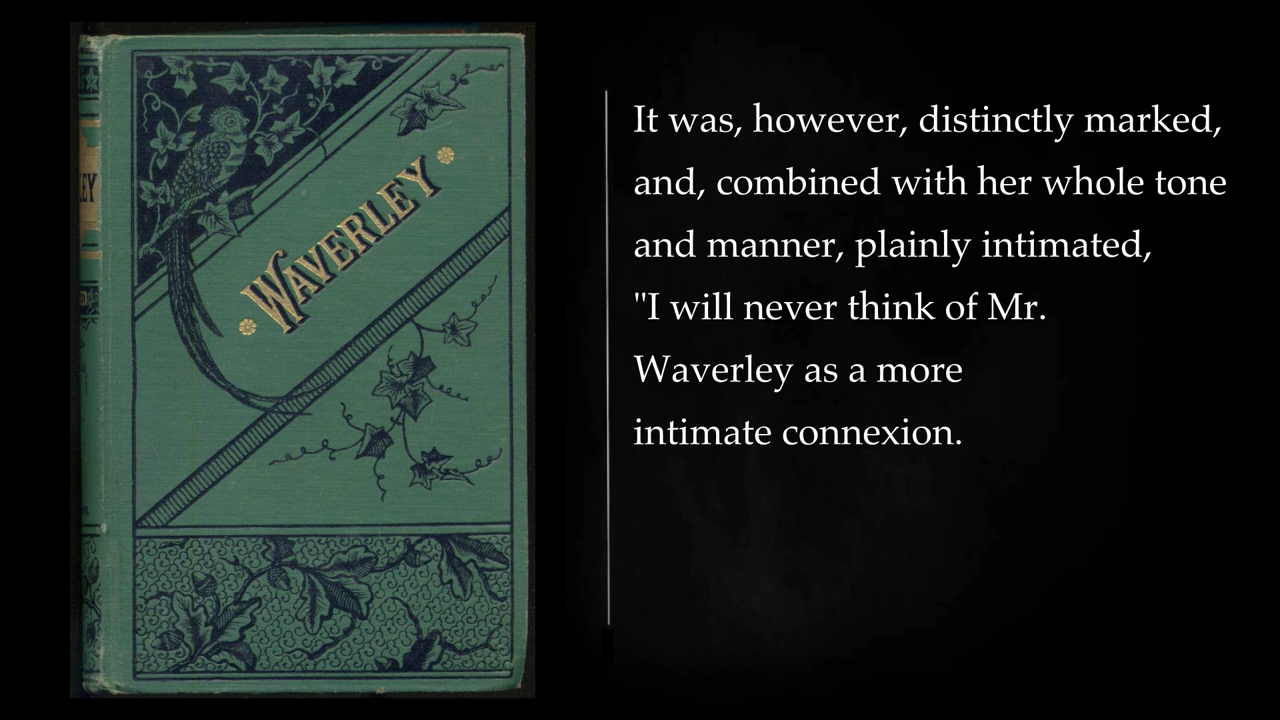 WAVERLEY
EY
It was, however, distinctly marked,
and, combined with her whole tone
and manner, plainly intimated,
"I will never think of Mr.
Waverley as a more
intimate connexion.